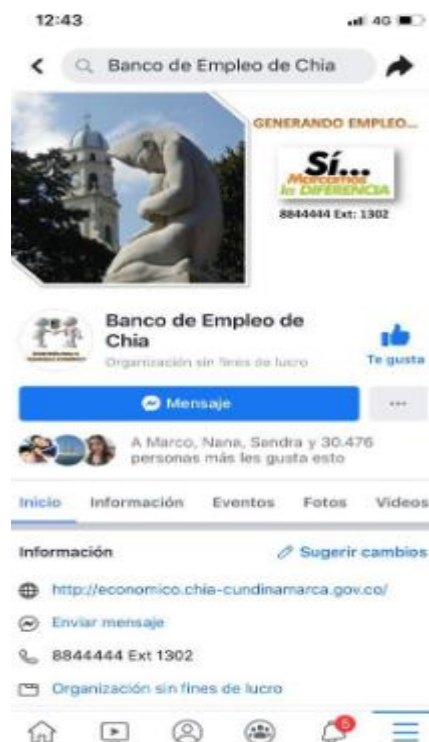 12:43
4G
Banco de Empleo de Chia
GENERANDO EMPLEO...
Sí...
Marcamos
la DIFERENCIA
8844444 Ext: 1302
Banco de Empleo de
Chia
Organización sin fines de lucro
Te gusta
Mensaje
A Marco, Nana, Sandra y 30.476
personas más les gusta esto
Inicio Información Eventos Fotos Videos
Información
Sugerir cambios
http://economico.chia-cundinamarca.gov.co/
Enviar mensaje
8844444 Ext 1302
Organización sin fines de lucro
5